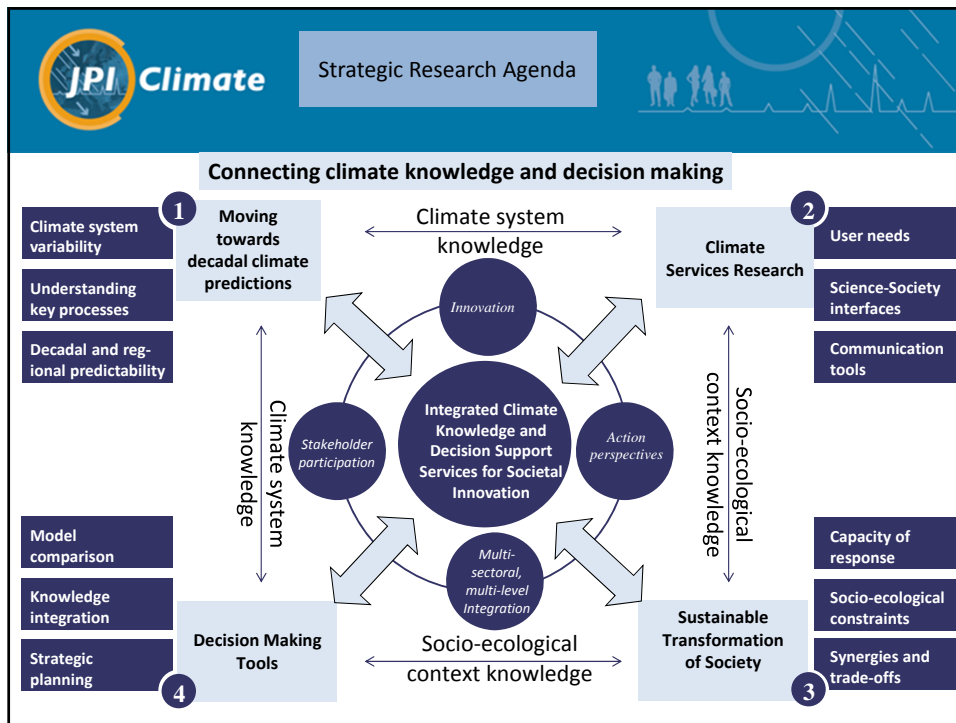 JPI Climate
Strategic Research Agenda
Connecting climate knowledge and decision making
1
Moving
towards
decadal climate
predictions
Climate system
variability
Understanding
key processes
Decadal and reg-
ional predictability
Climate system
knowledge
2
Climate
Services Research
User needs
Science-Society
interfaces
Communication
tools
Innovation
Stakeholder
participation
Integrated Climate
Knowledge and
Decision Support
Services for Societal
Innovation
Action
perspectives
Multi-
sectoral,
multi-level
Integration
Climate system
knowledge
Socio-ecological
context knowledge
Model
comparison
Knowledge
integration
Strategic
planning
4
Decision Making
Tools
Socio-ecological
context knowledge
Sustainable
Transformation
of Society
3
Capacity of
response
Socio-ecological
constraints
Synergies and
trade-offs